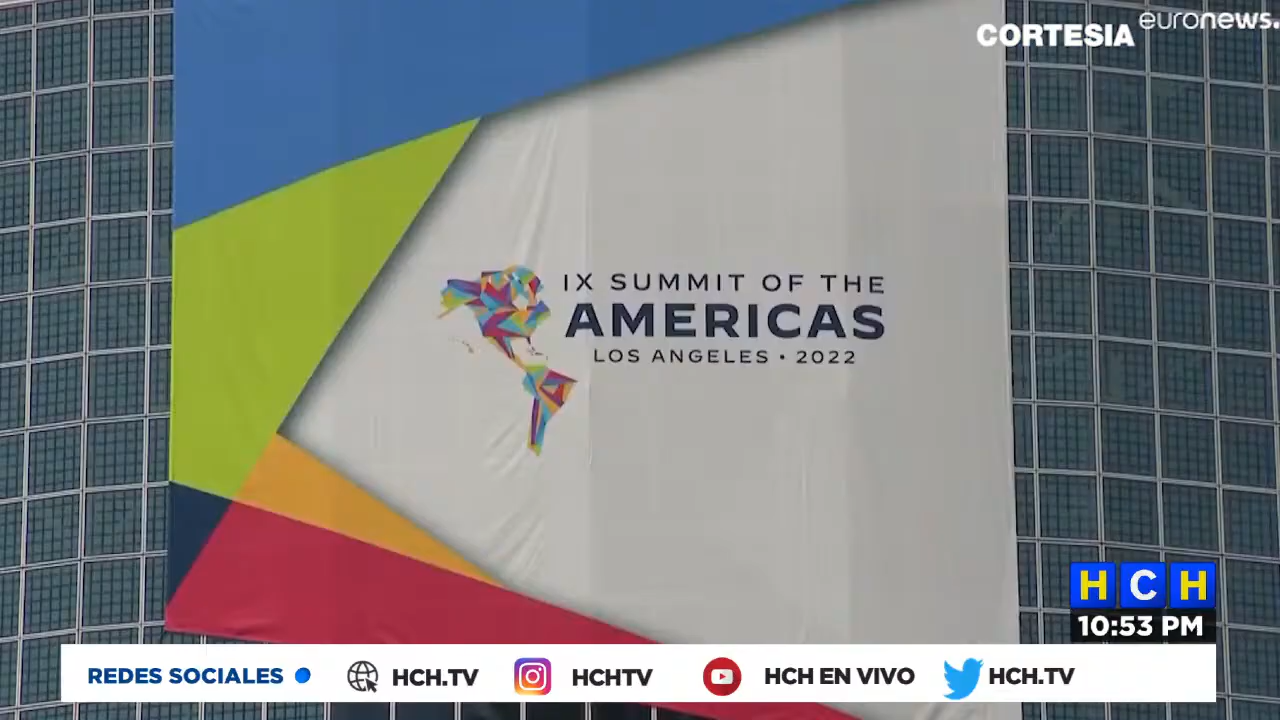 CORTESIA euronews.
IX SUMMIT OF THE
AMERICAS
LOS ANGELES • 2022
HCH
10:53 PM
REDES SOCIALES HCH.TV HCHTV HCH EN VIVO HCH.TV